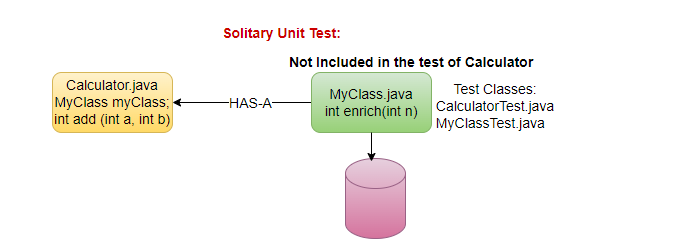 Solitary Unit Test:
Not Included in the test of Calculator
Calculator.java
MyClass myClass;
int add (int a, int b)
HAS-A
MyClass.java
int enrich(int n)
Test Classes:
CalculatorTest.java
MyClassTest.java